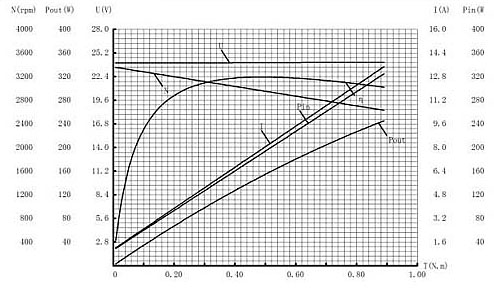 N(rpm) Pout(W) U(V) I(A) Pin(W)
4000 400 28.0 16.0 400
3600 360 25.2 14.4 360
3200 320 22.4 12.8 320
2800 280 19.6 11.2 280
2400 240 16.8 9.6 240
2000 200 14.0 8.0 200
1600 160 11.2 6.4 160
1200 120 8.4 4.8 120
800 80 5.6 3.2 80
400 40 2.8 1.6 40
U
N
η
Pin
I
Pout
0 0.20 0.40 0.60 0.80 1.00
T(N.m)